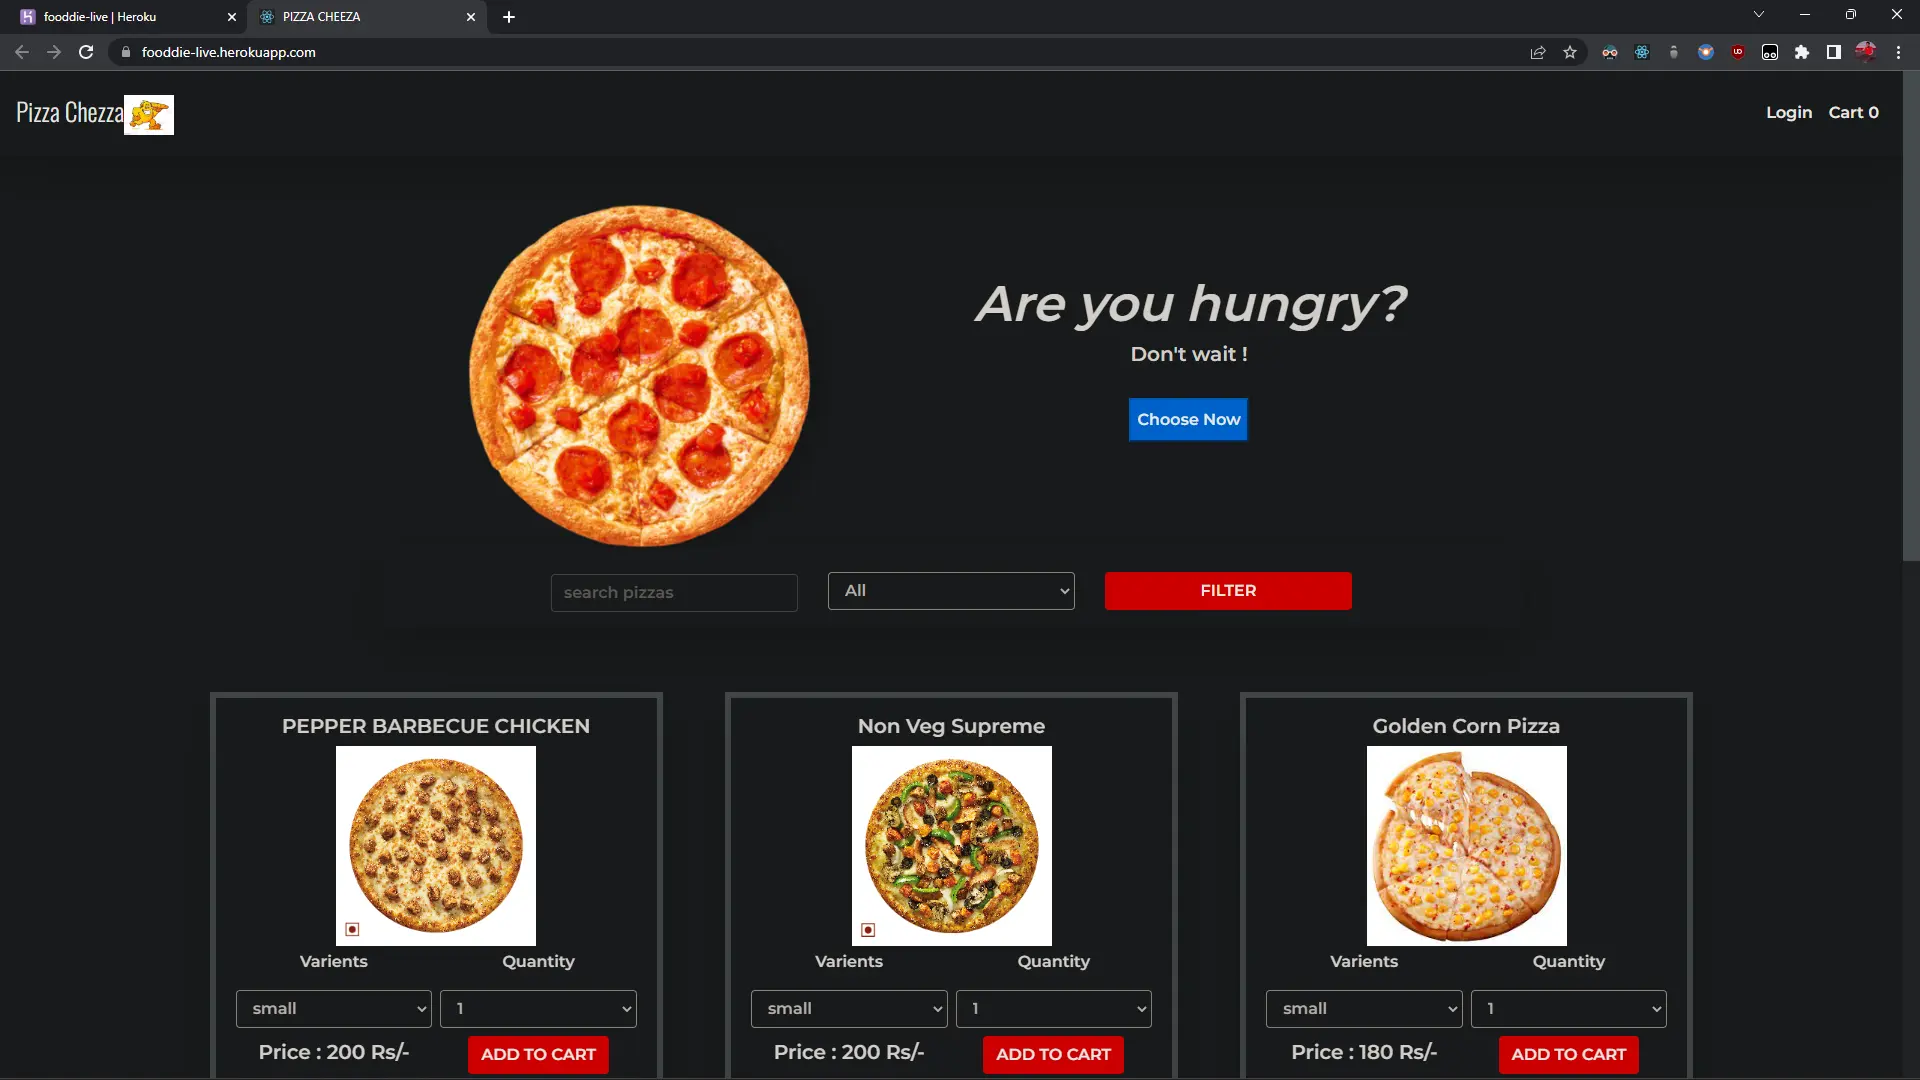 fooddie-live | Heroku
PIZZA CHEEZA
fooddie-live.herokuapp.com
Pizza Chezza
Login
Cart 0
Are you hungry?
Don't wait !
Choose Now
search pizzas
All
FILTER
PEPPER BARBECUE CHICKEN
Non Veg Supreme
Golden Corn Pizza
Varients
Quantity
Varients
Quantity
Varients
Quantity
small
1
small
1
small
1
Price : 200 Rs/-
ADD TO CART
Price : 200 Rs/-
ADD TO CART
Price : 180 Rs/-
ADD TO CART